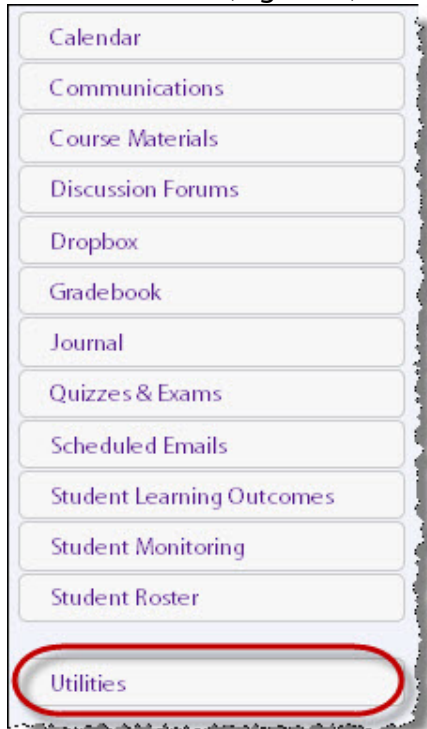 Calendar
Communications
Course Materials
Discussion Forums
Dropbox
Gradebook
Journal
Quizzes & Exams
Scheduled Emails
Student Learning Outcomes
Student Monitoring
Student Roster
Utilities